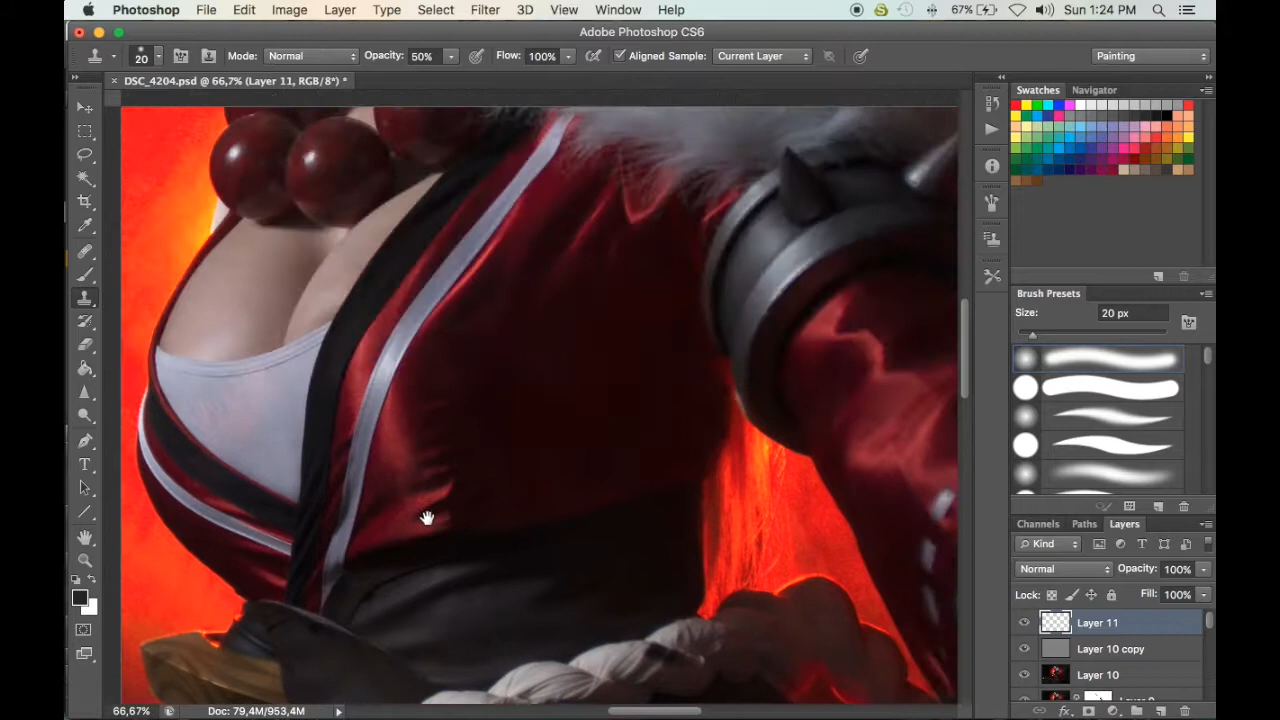 Photoshop File Edit Image Layer Type Select Filter 3D View Window Help 67% Sun 1:24 PM
Adobe Photoshop CS6
20 Mode: Normal Opacity: 50% Flow: 100% Aligned Sample: Current Layer Painting
DSC_4204.psd @ 66,7% (Layer 11, RGB/8*) *
Swatches Navigator
Brush Presets
Size: 20 px
Channels Paths Layers
Kind
Normal Opacity: 100%
Lock: Fill: 100%
Layer 11
Layer 10 copy
Layer 10
66,67% Doc: 79,4M/953,4M